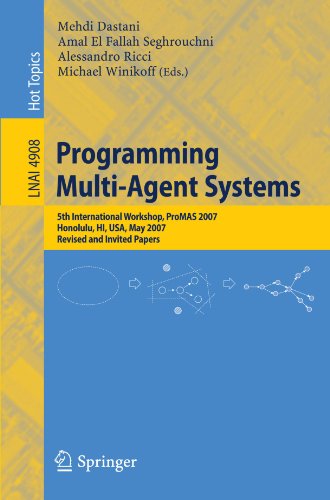 Mehdi Dastani
Amal El Fallah Seghrouchni
Alessandro Ricci
Michael Winikoff (Eds.)
Hot Topics
LNAI 4908
Programming
Multi-Agent Systems
5th International Workshop, ProMAS 2007
Honolulu, HI, USA, May 2007
Revised and Invited Papers
Springer